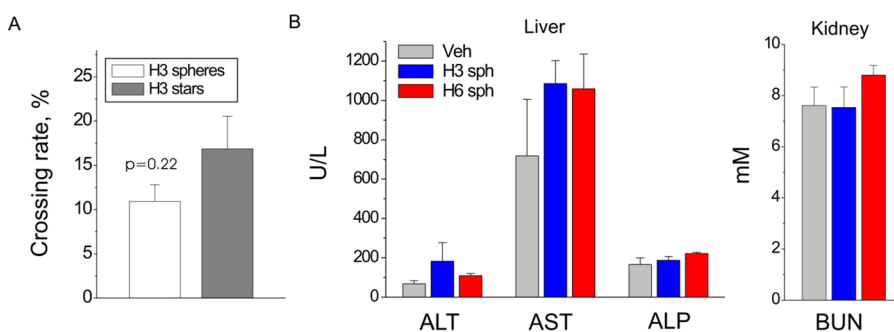 A
Crossing rate, %
25
20
15
10
5
0
H3 spheres
H3 stars
p=0.22
B
Liver
Veh
H3 sph
H6 sph
U/L
1200
1000
800
600
400
200
0
ALT
AST
ALP
Kidney
mM
10
8
6
4
2
0
BUN